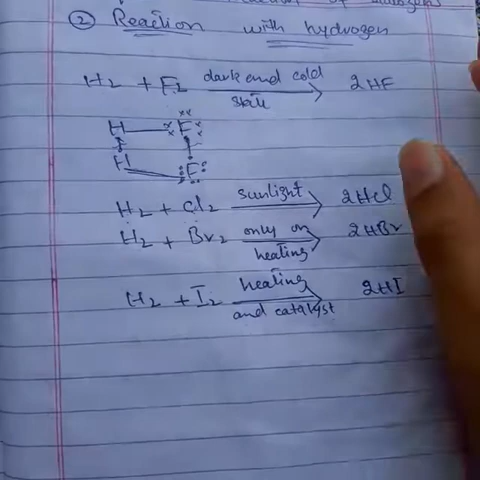 of
② Reaction with hydrogen
H₂ + F₂ dark and cold state → 2HF
H — F
H F
H₂ + Cl₂ sunlight → 2HCl
H₂ + Br₂ only on heating → 2HBr
H₂ + I₂ heating and catalyst → 2HI